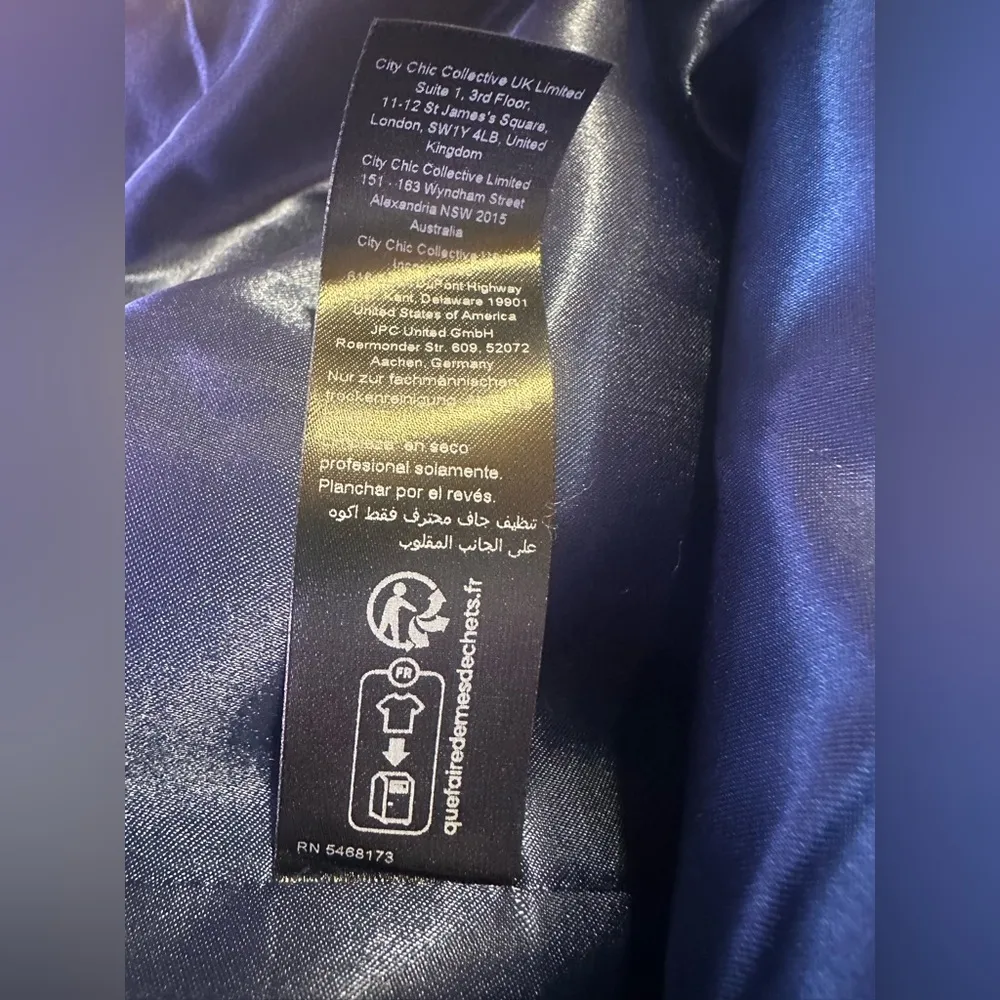 City Chic Collective UK Limited
Suite 1, 3rd Floor,
11-12 St James's Square,
London, SW1Y 4LB, United
Kingdom
City Chic Collective Limited
151 - 163 Wyndham Street
Alexandria NSW 2015
Australia
City Chic Collective
DuPont Highway
Delaware 19901
United States of America
JPC United GmbH
Roermonder Str. 609, 52072
Aachen, Germany
Nur zur fachmännischen
Trockenreinigung
en seco
profesional solamente.
Planchar por el revés.
تنظيف جاف محترف فقط اكوه
على الجانب المقلوب
FR
quefairedemesdechets.fr
RN 5468173